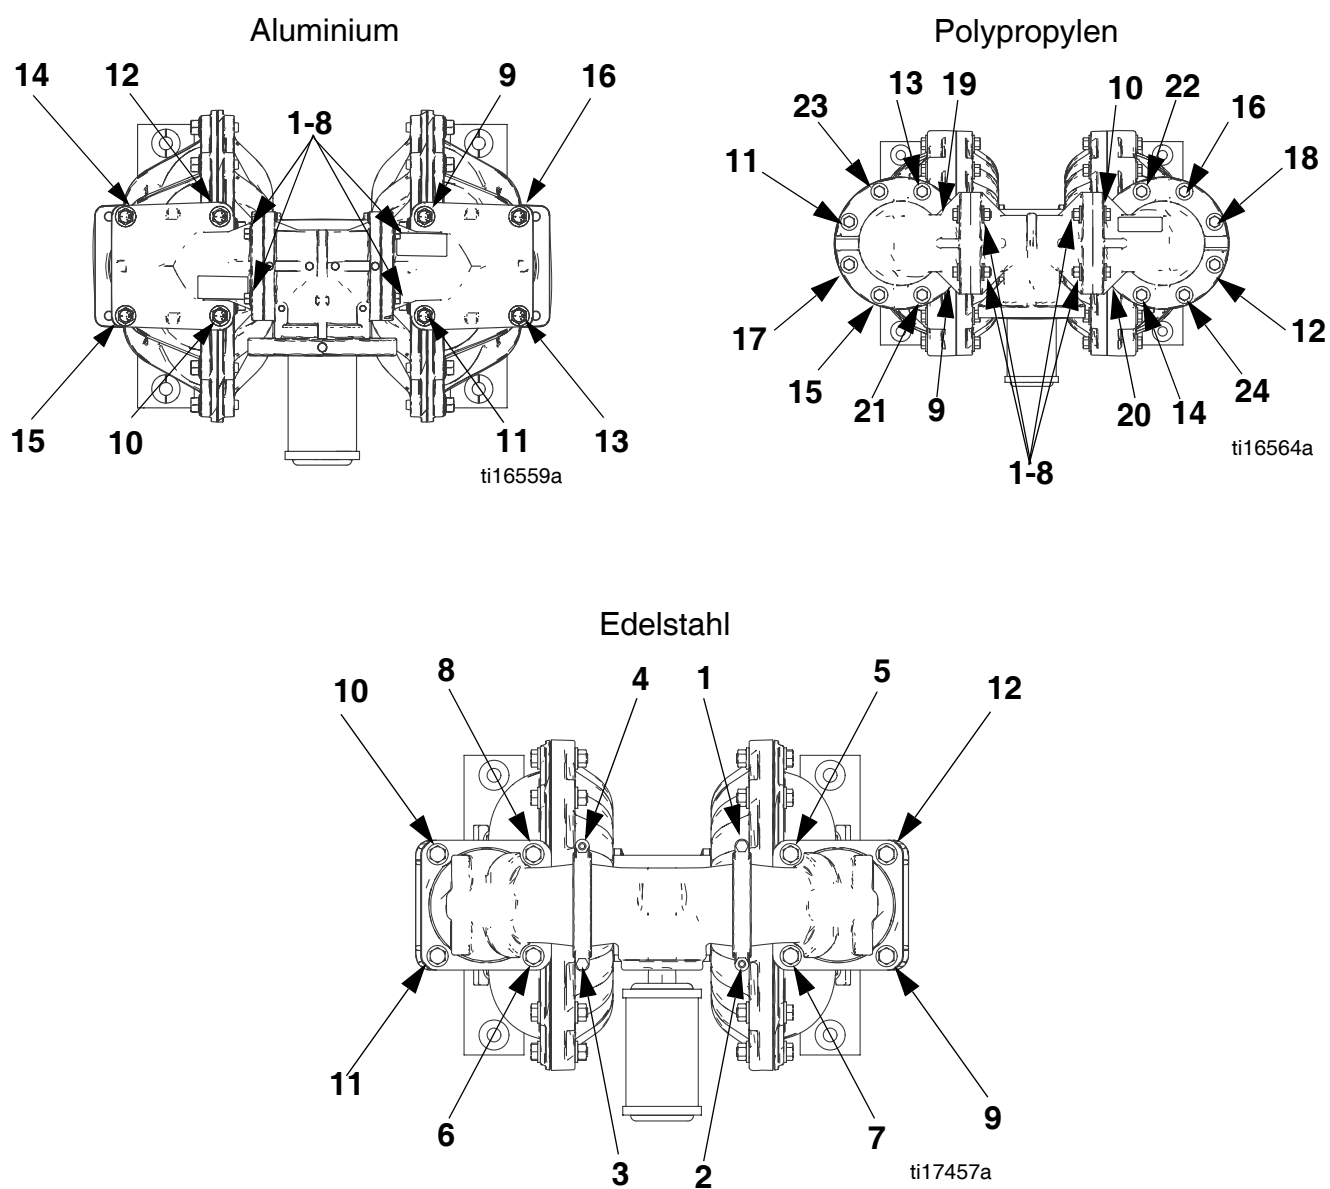 Aluminium
14 12 9 16
1-8
15 10 11 13
ti16559a
Polypropylen
23 13 19 10 22 16
11 18
17 12
15 21 9 20 14 24
1-8
ti16564a
Edelstahl
10 8 4 1 5 12
11 6 3 2 7 9
ti17457a